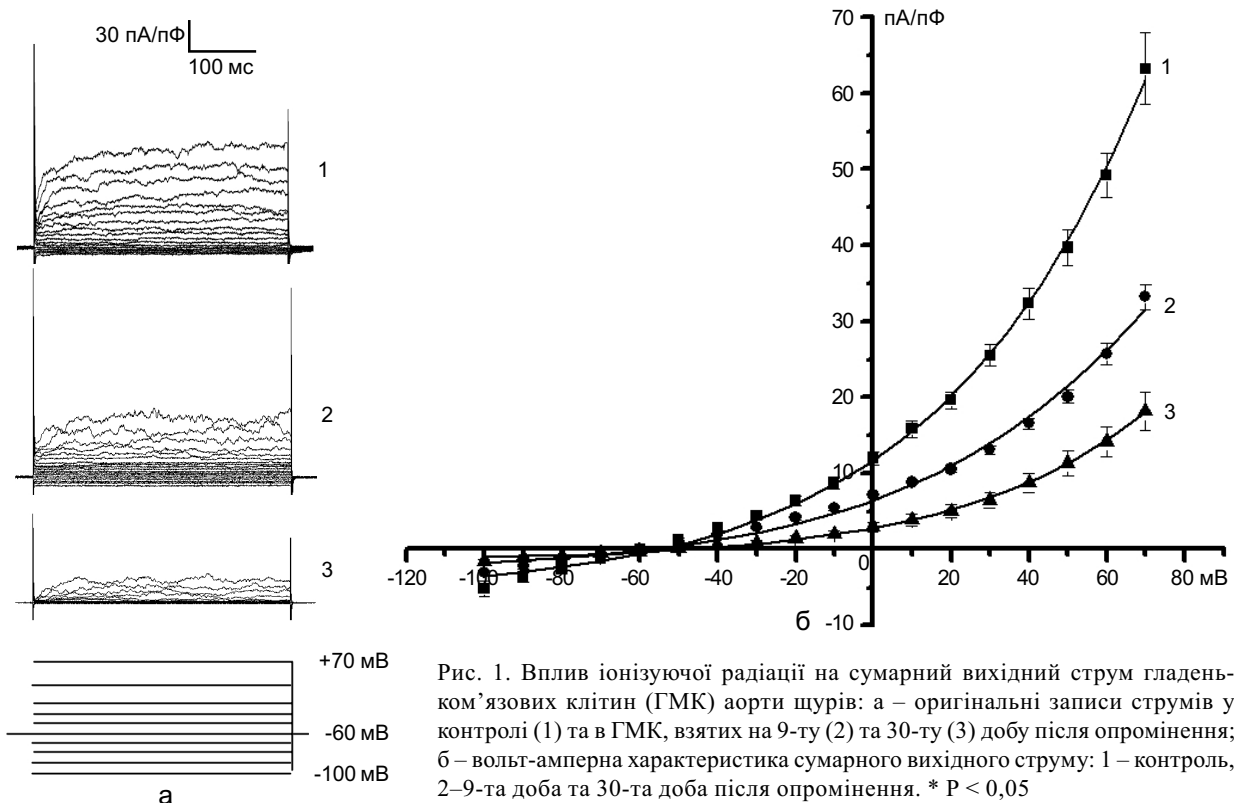 30 пА/пФ
100 мс
1
2
3
+70 мВ
-60 мВ
-100 мВ
а
70 пА/пФ
60
50
40
30
20
10
0
-10
-120 -100 -80 -60 -40 -20 20 40 60 80 мВ
1
2
3
б
Рис. 1. Вплив іонізуючої радіації на сумарний вихідний струм гладень-
ком’язових клітин (ГМК) аорти щурів: а – оригінальні записи струмів у
контролі (1) та в ГМК, взятих на 9-ту (2) та 30-ту (3) добу після опромінення;
б – вольт-амперна характеристика сумарного вихідного струму: 1 – контроль,
2–9-та доба та 30-та доба після опромінення. * P < 0,05